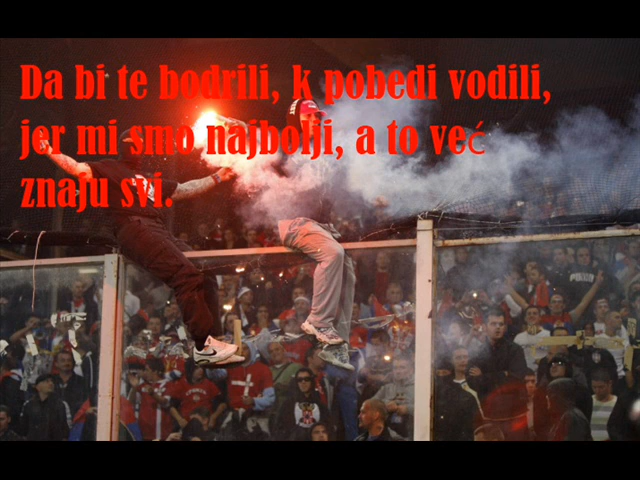 Da bi te bodrili, k pobedi vodili,
jer mi smo najbolji, a to već
znaju svi.